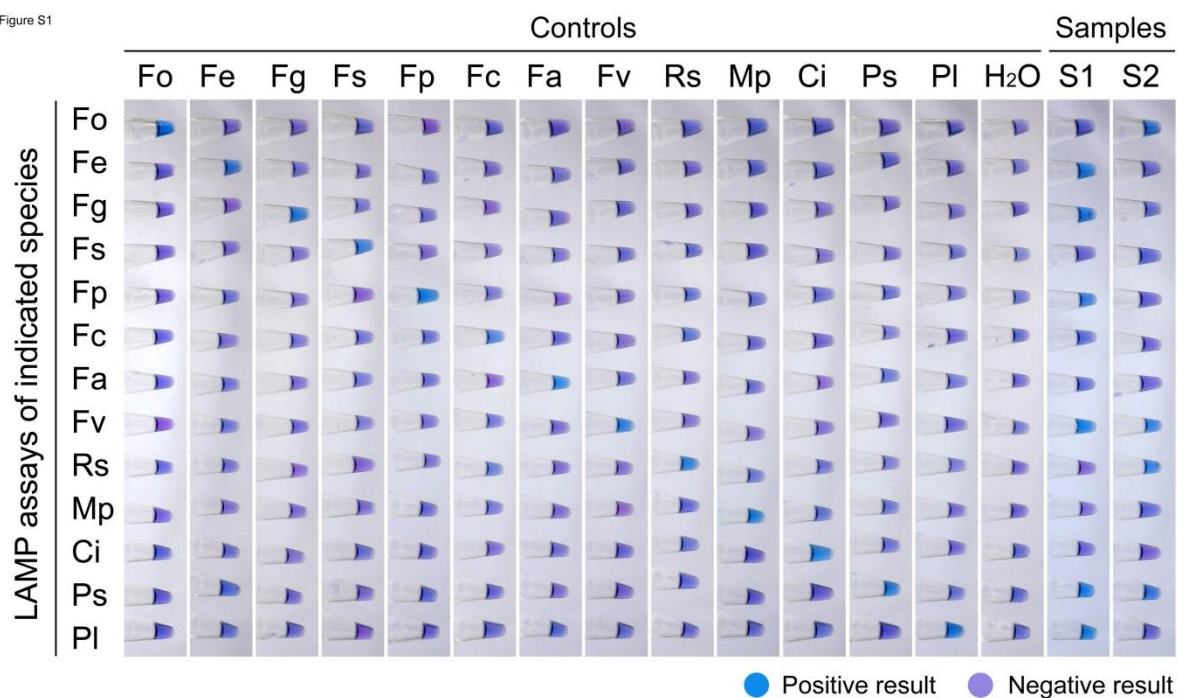 Figure S1
Controls Samples
Fo Fe Fg Fs Fp Fc Fa Fv Rs Mp Ci Ps Pl H2O S1 S2
LAMP assays of indicated species
Fo
Fe
Fg
Fs
Fp
Fc
Fa
Fv
Rs
Mp
Ci
Ps
Pl
Positive result Negative result